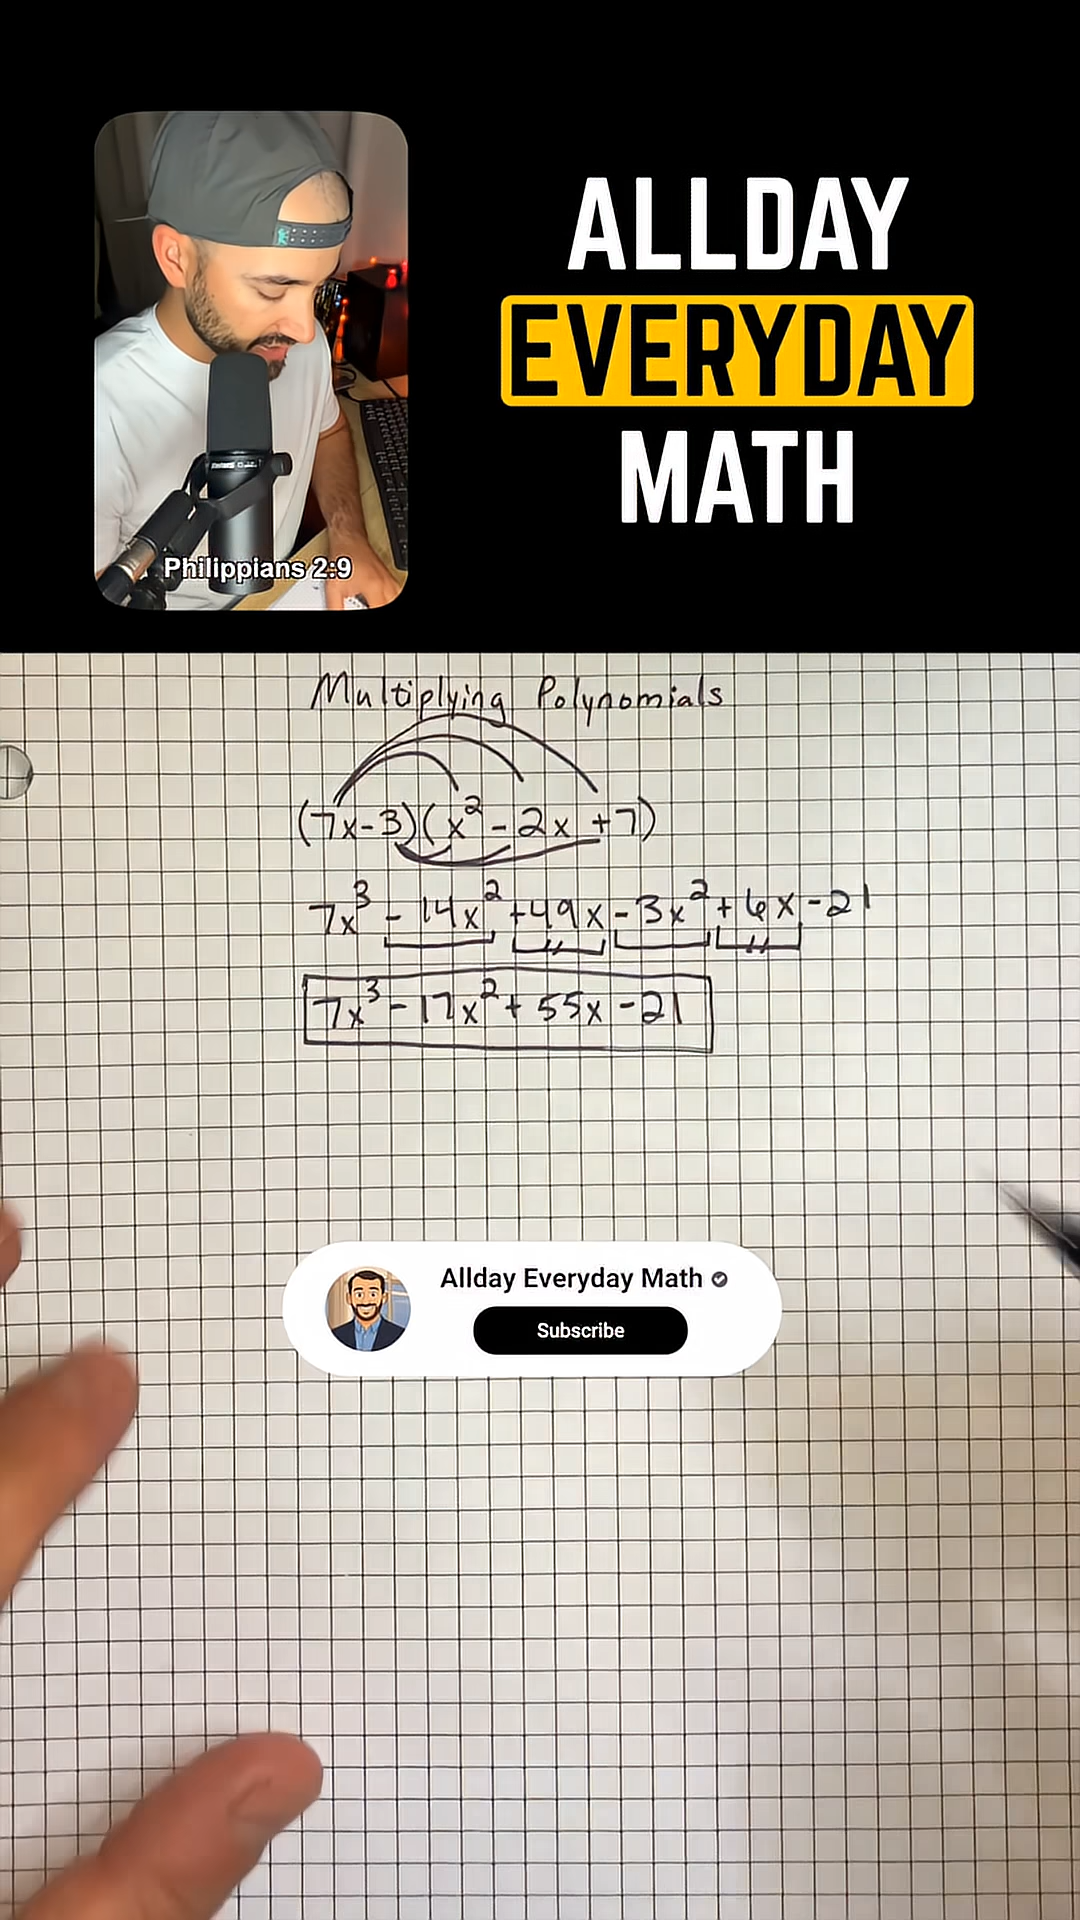 ALLDAY
EVERYDAY
MATH
Philippians 2:9
Multiplying Polynomials
(7x-3)(x² - 2x +7)
7x³ - 14x² +49x -3x² + 6x -21
7x³ - 17x² + 55x -21
Allday Everyday Math
Subscribe